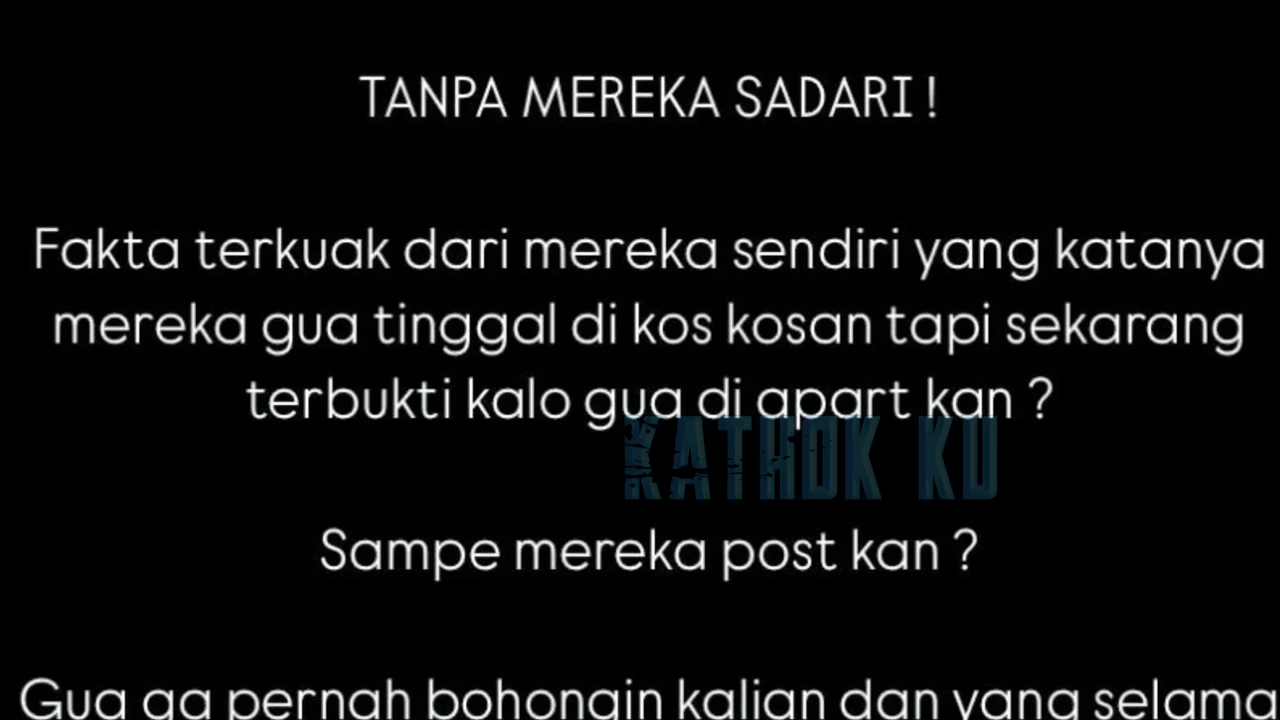 TANPA MEREKA SADARI !
Fakta terkuak dari mereka sendiri yang katanya
mereka gua tinggal di kos kosan tapi sekarang
terbukti kalo gua di apart kan ?
KATHOK KU
Sampe mereka post kan ?
Gua ga pernah bohongin kalian dan yang selama